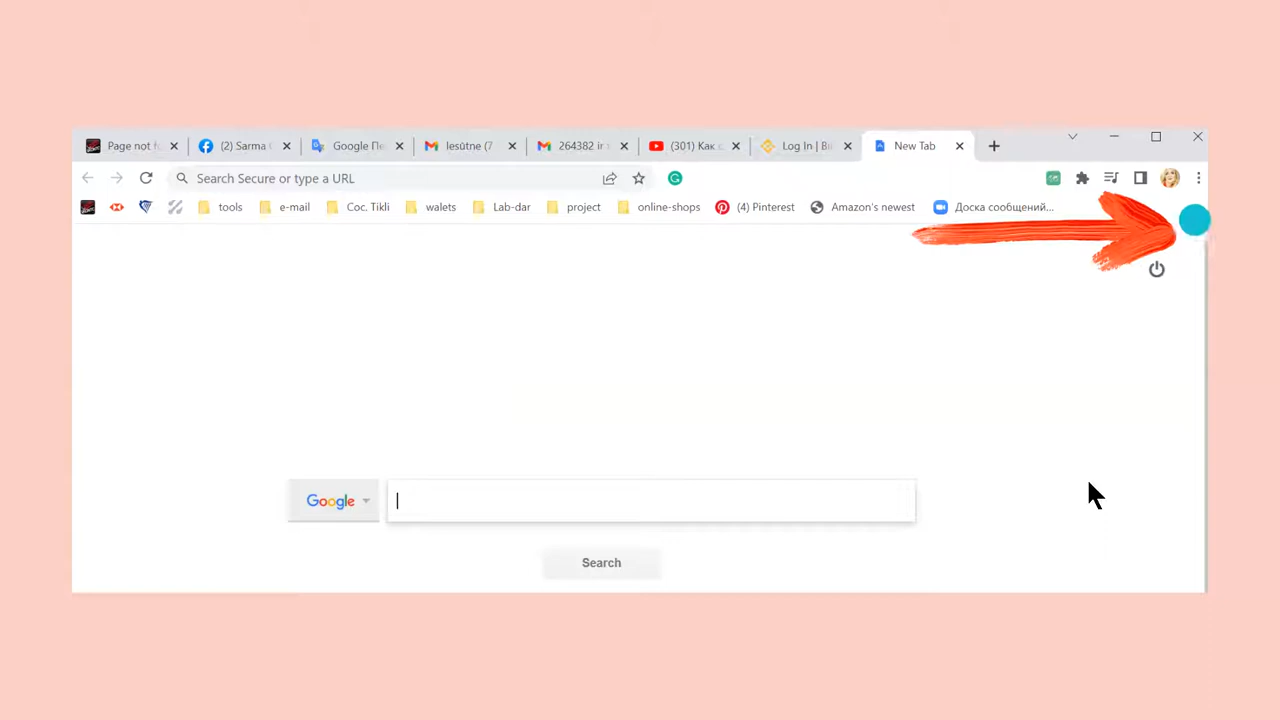 Page not fo (2) Sarma Google Пе Iesūtne (7 264382 ir v (301) Как с Log In | Bi New Tab
Search Secure or type a URL
tools e-mail Coc. Tikli walets Lab-dar project online-shops (4) Pinterest Amazon's newest Доска сообщений...
Google
Search